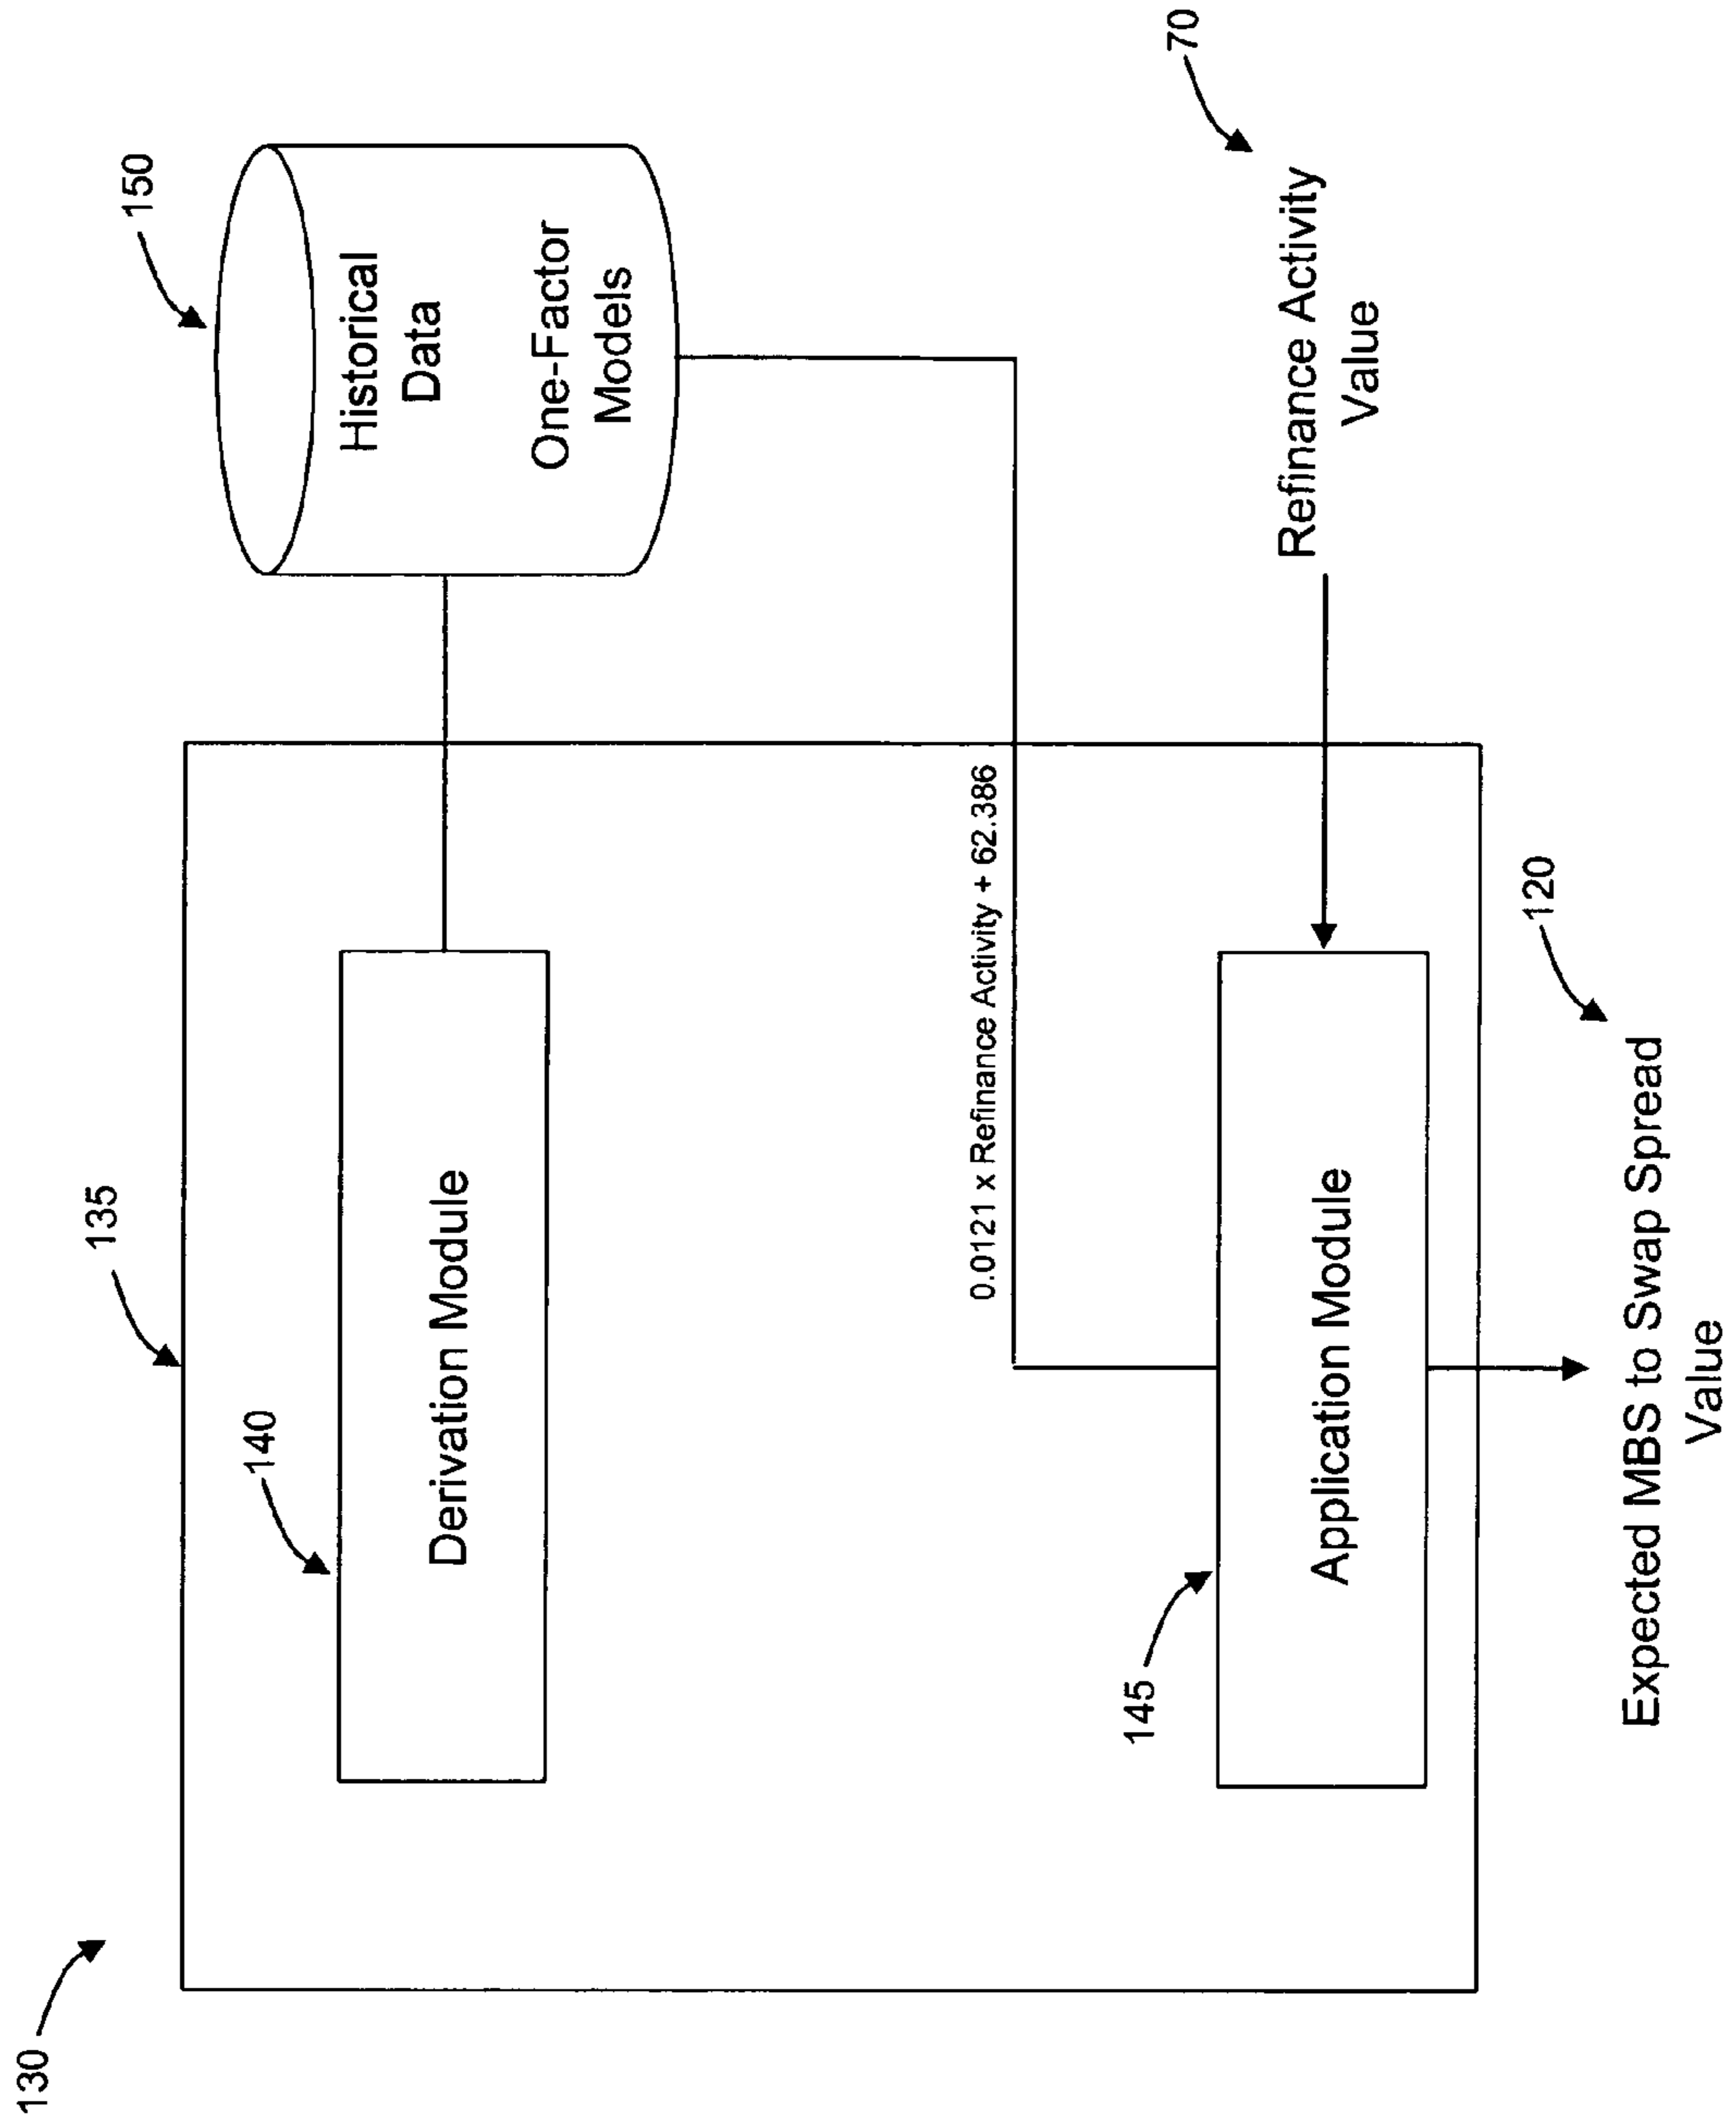 130
135
140
Derivation Module
150
Historical
Data
One-Factor
Models
0.0121 x Refinance Activity + 62.386
145
Application Module
70
Refinance Activity
Value
120
Expected MBS to Swap Spread
Value